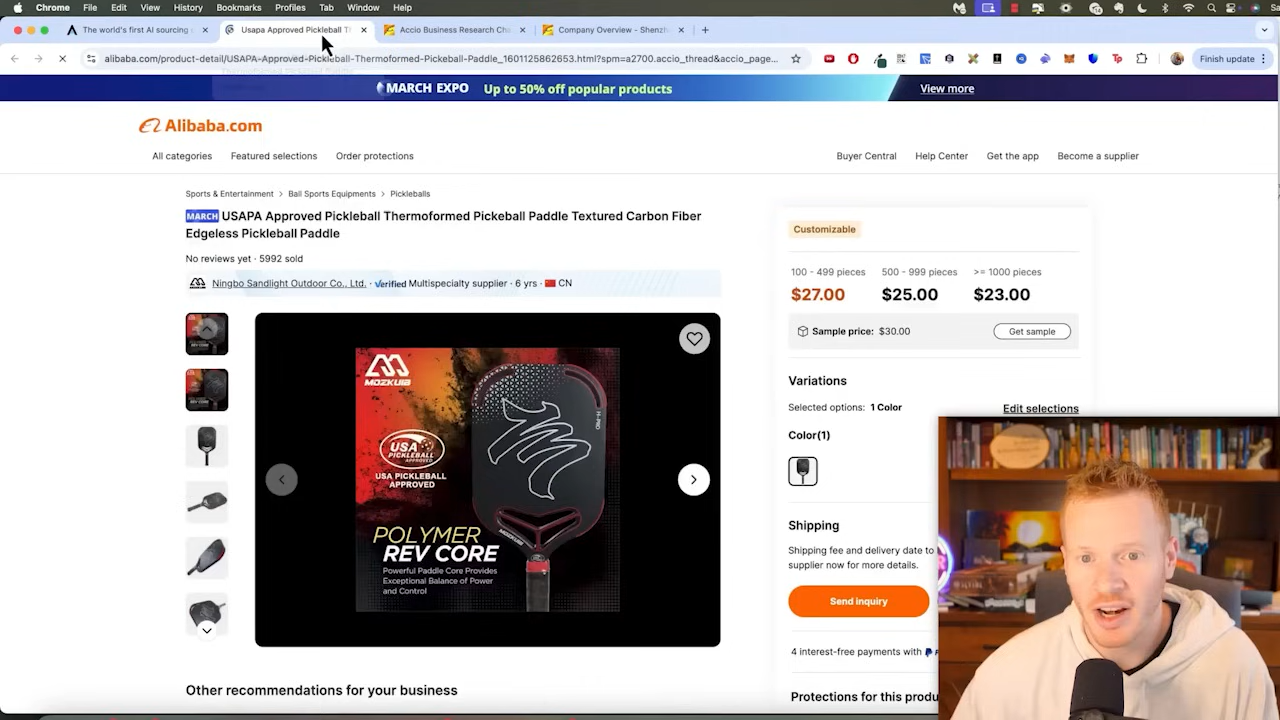 Chrome File Edit View History Bookmarks Profiles Tab Window Help
The world's first AI sourcing
Usapa Approved Pickleball T
Accio Business Research Cha
Company Overview - Shenzh
alibaba.com/product-detail/USAPA-Approved-Pickleball-Thermoformed-Pickeball-Paddle_1601125862653.html?spm=a2700.accio_thread&accio_page...
Finish update
MARCH EXPO Up to 50% off popular products View more
Alibaba.com
All categories Featured selections Order protections
Buyer Central Help Center Get the app Become a supplier
Sports & Entertainment > Ball Sports Equipments > Pickleballs
MARCH USAPA Approved Pickleball Thermoformed Pickeball Paddle Textured Carbon Fiber
Edgeless Pickleball Paddle
No reviews yet · 5992 sold
Ningbo Sandlight Outdoor Co., Ltd. · Verified Multispecialty supplier · 6 yrs · CN
MOZKUIB
USA
PICKLEBALL
APPROVED
USA PICKLEBALL
APPROVED
H-PRO
POLYMER
REV CORE
Powerful Paddle Core Provides
Exceptional Balance of Power
and Control
Other recommendations for your business
Customizable
100 - 499 pieces 500 - 999 pieces >= 1000 pieces
$27.00 $25.00 $23.00
Sample price: $30.00 Get sample
Variations
Selected options: 1 Color Edit selections
Color(1)
Shipping
Shipping fee and delivery date to
supplier now for more details.
Send inquiry
4 interest-free payments with
Protections for this produ